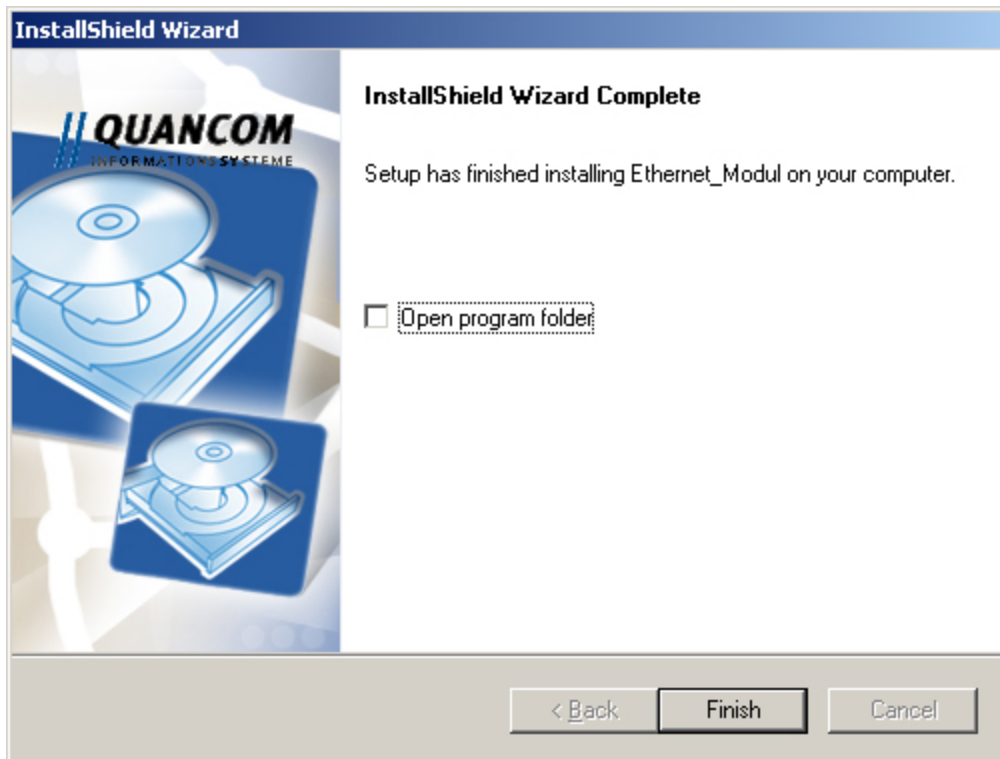 InstallShield Wizard
QUANCOM
INFORMATIONSSYSTEME
InstallShield Wizard Complete
Setup has finished installing Ethernet_Modul on your computer.
Open program folder
< Back
Finish
Cancel